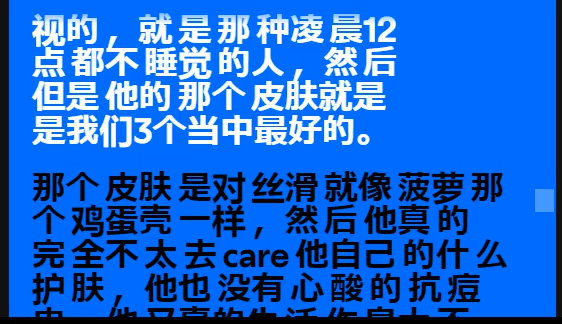 视的，就是那种凌晨12
点都不睡觉的人，然后
但是他的那个皮肤就是
是我们3个当中最好的。
那个皮肤是对丝滑就像菠萝那
个鸡蛋壳一样，然后他真的
完全不太去care他自己的什么
护肤，他也没有心酸的抗痘